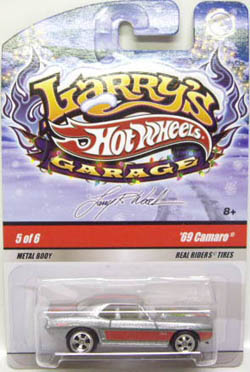 Larry's
Hot Wheels
GARAGE
8+
5 of 6
'69 Camaro
METAL BODY
REAL RIDERS TIRES